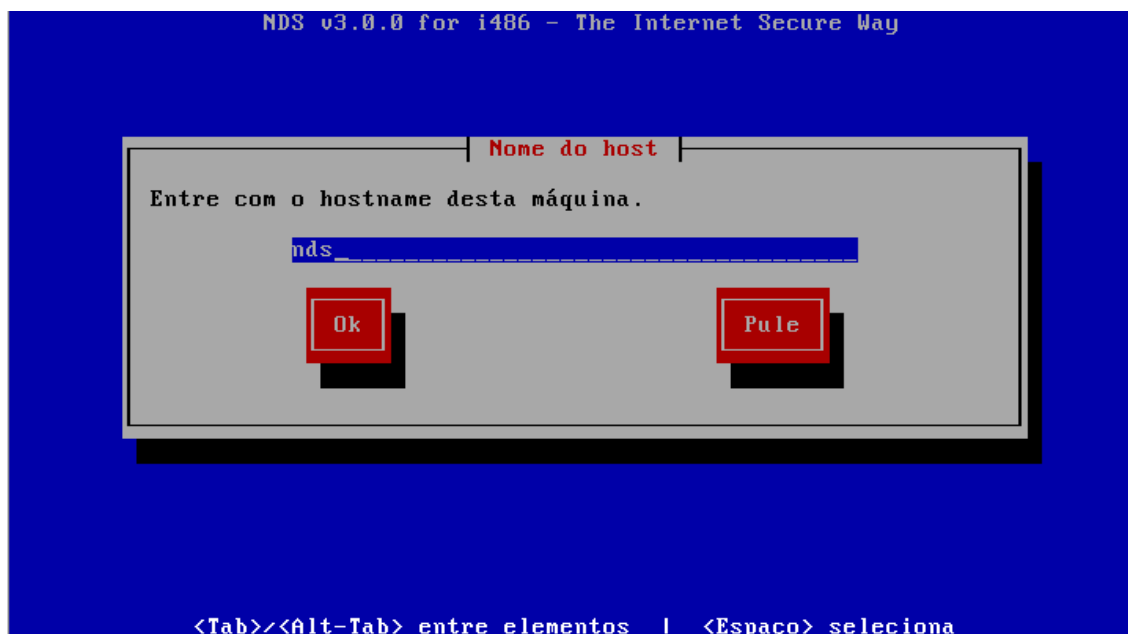 NDS v3.0.0 for i486 - The Internet Secure Way
Nome do host
Entre com o hostname desta máquina.
nds_
Ok
Pule
<Tab>/<Alt-Tab> entre elementos | <Espaco> seleciona